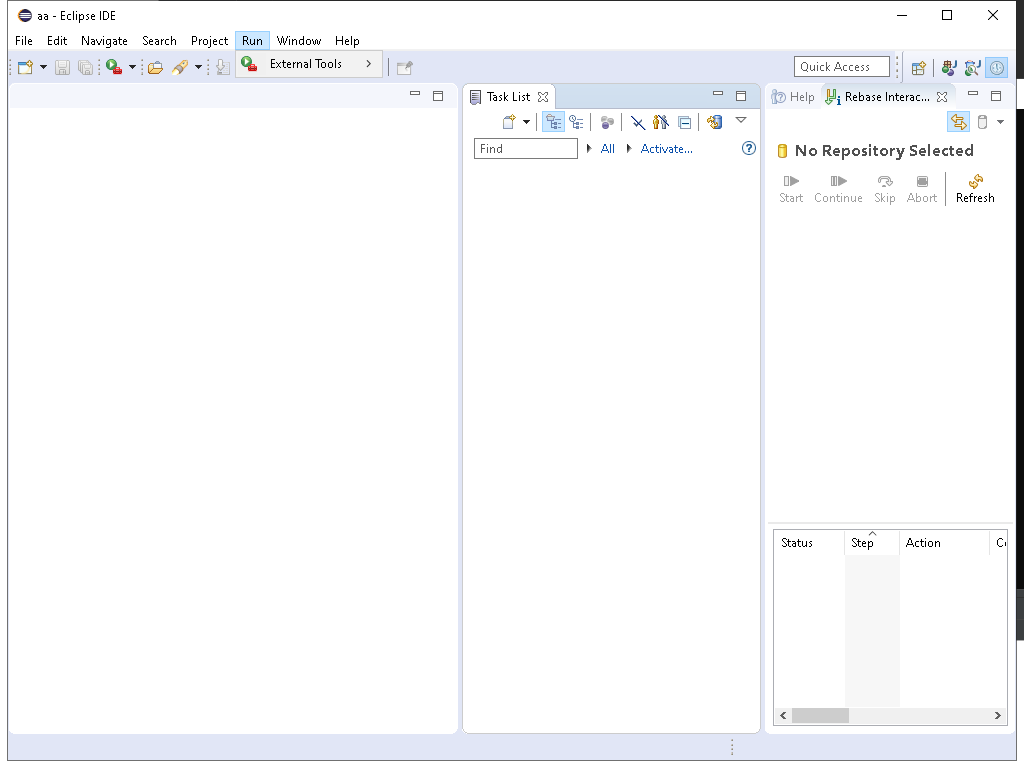 aa - Eclipse IDE
File Edit Navigate Search Project Run Window Help
External Tools
Quick Access
Task List
Help
Rebase Interac...
Find
All
Activate...
No Repository Selected
Start Continue Skip Abort Refresh
Status Step Action